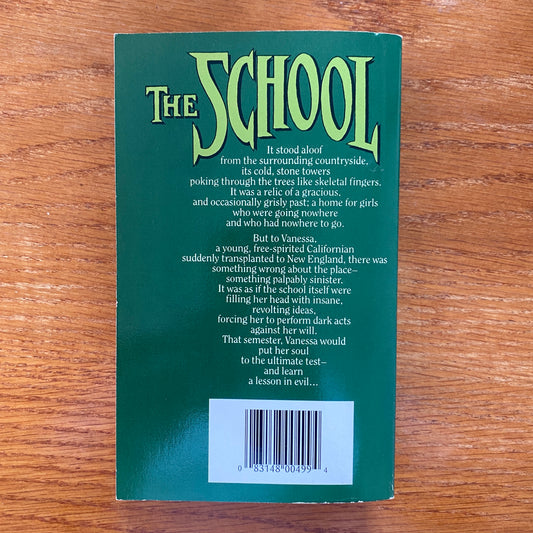 THE SCHOOL
It stood aloof
from the surrounding countryside,
its cold, stone towers
poking through the trees like skeletal fingers.
It was a relic of a gracious,
and occasionally grisly past; a home for girls
who were going nowhere
and who had nowhere to go.
But to Vanessa,
a young, free-spirited Californian
suddenly transplanted to New England, there was
something wrong about the place–
something palpably sinister.
It was as if the school itself were
filling her head with insane,
revolting ideas,
forcing her to perform dark acts
against her will.
That semester, Vanessa would
put her soul
to the ultimate test–
and learn
a lesson in evil...
0 83148 00499 4